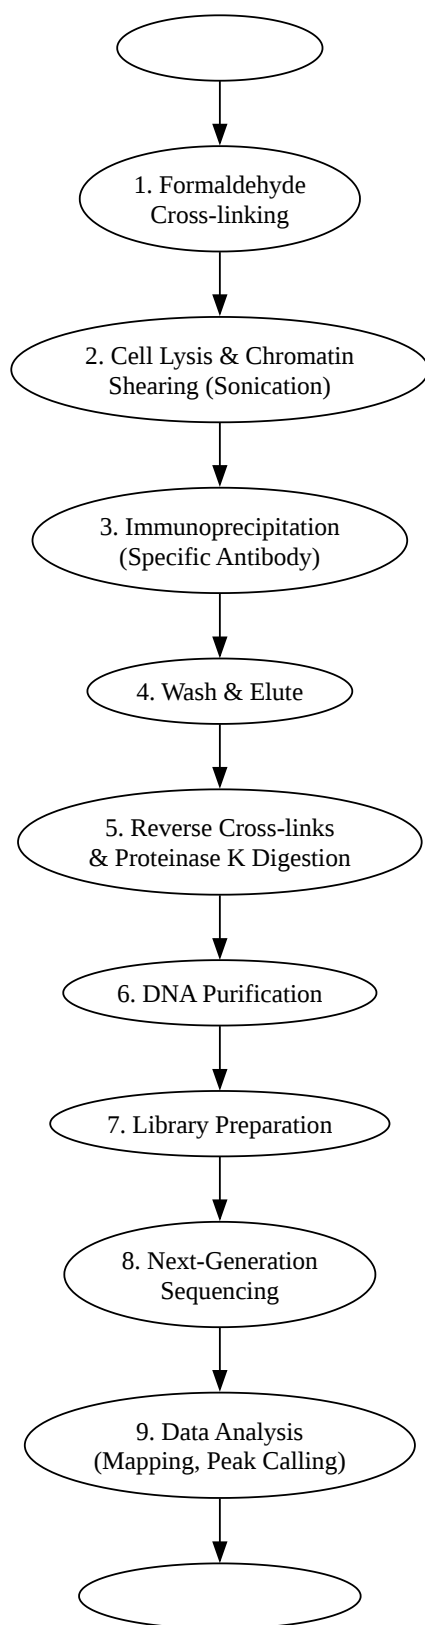 1. Formaldehyde
Cross-linking
2. Cell Lysis & Chromatin
Shearing (Sonication)
3. Immunoprecipitation
(Specific Antibody)
4. Wash & Elute
5. Reverse Cross-links
& Proteinase K Digestion
6. DNA Purification
7. Library Preparation
8. Next-Generation
Sequencing
9. Data Analysis
(Mapping, Peak Calling)